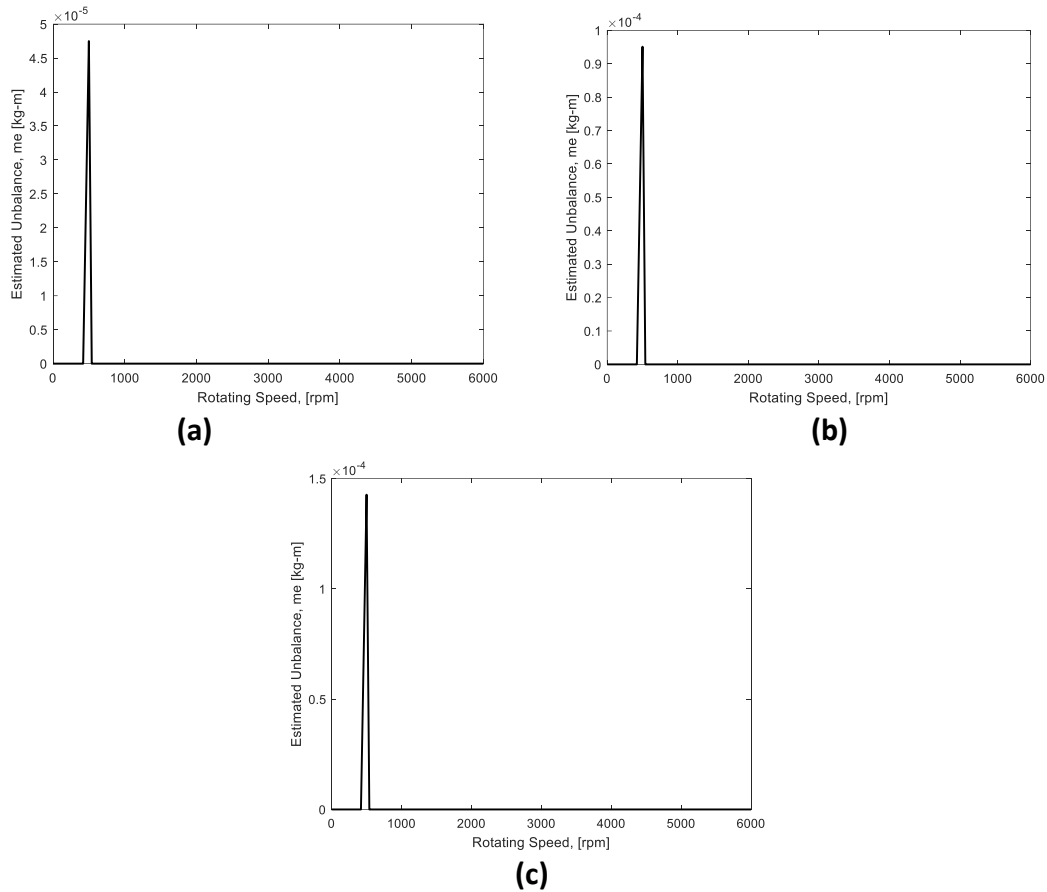 ×10-5
5
4.5
4
3.5
3
2.5
2
1.5
1
0.5
0
Estimated Unbalance, me [kg-m]
0 1000 2000 3000 4000 5000 6000
Rotating Speed, [rpm]
(a)
×10-4
1
0.9
0.8
0.7
0.6
0.5
0.4
0.3
0.2
0.1
0
Estimated Unbalance, me [kg-m]
0 1000 2000 3000 4000 5000 6000
Rotating Speed, [rpm]
(b)
×10-4
1.5
1
0.5
0
Estimated Unbalance, me [kg-m]
0 1000 2000 3000 4000 5000 6000
Rotating Speed, [rpm]
(c)